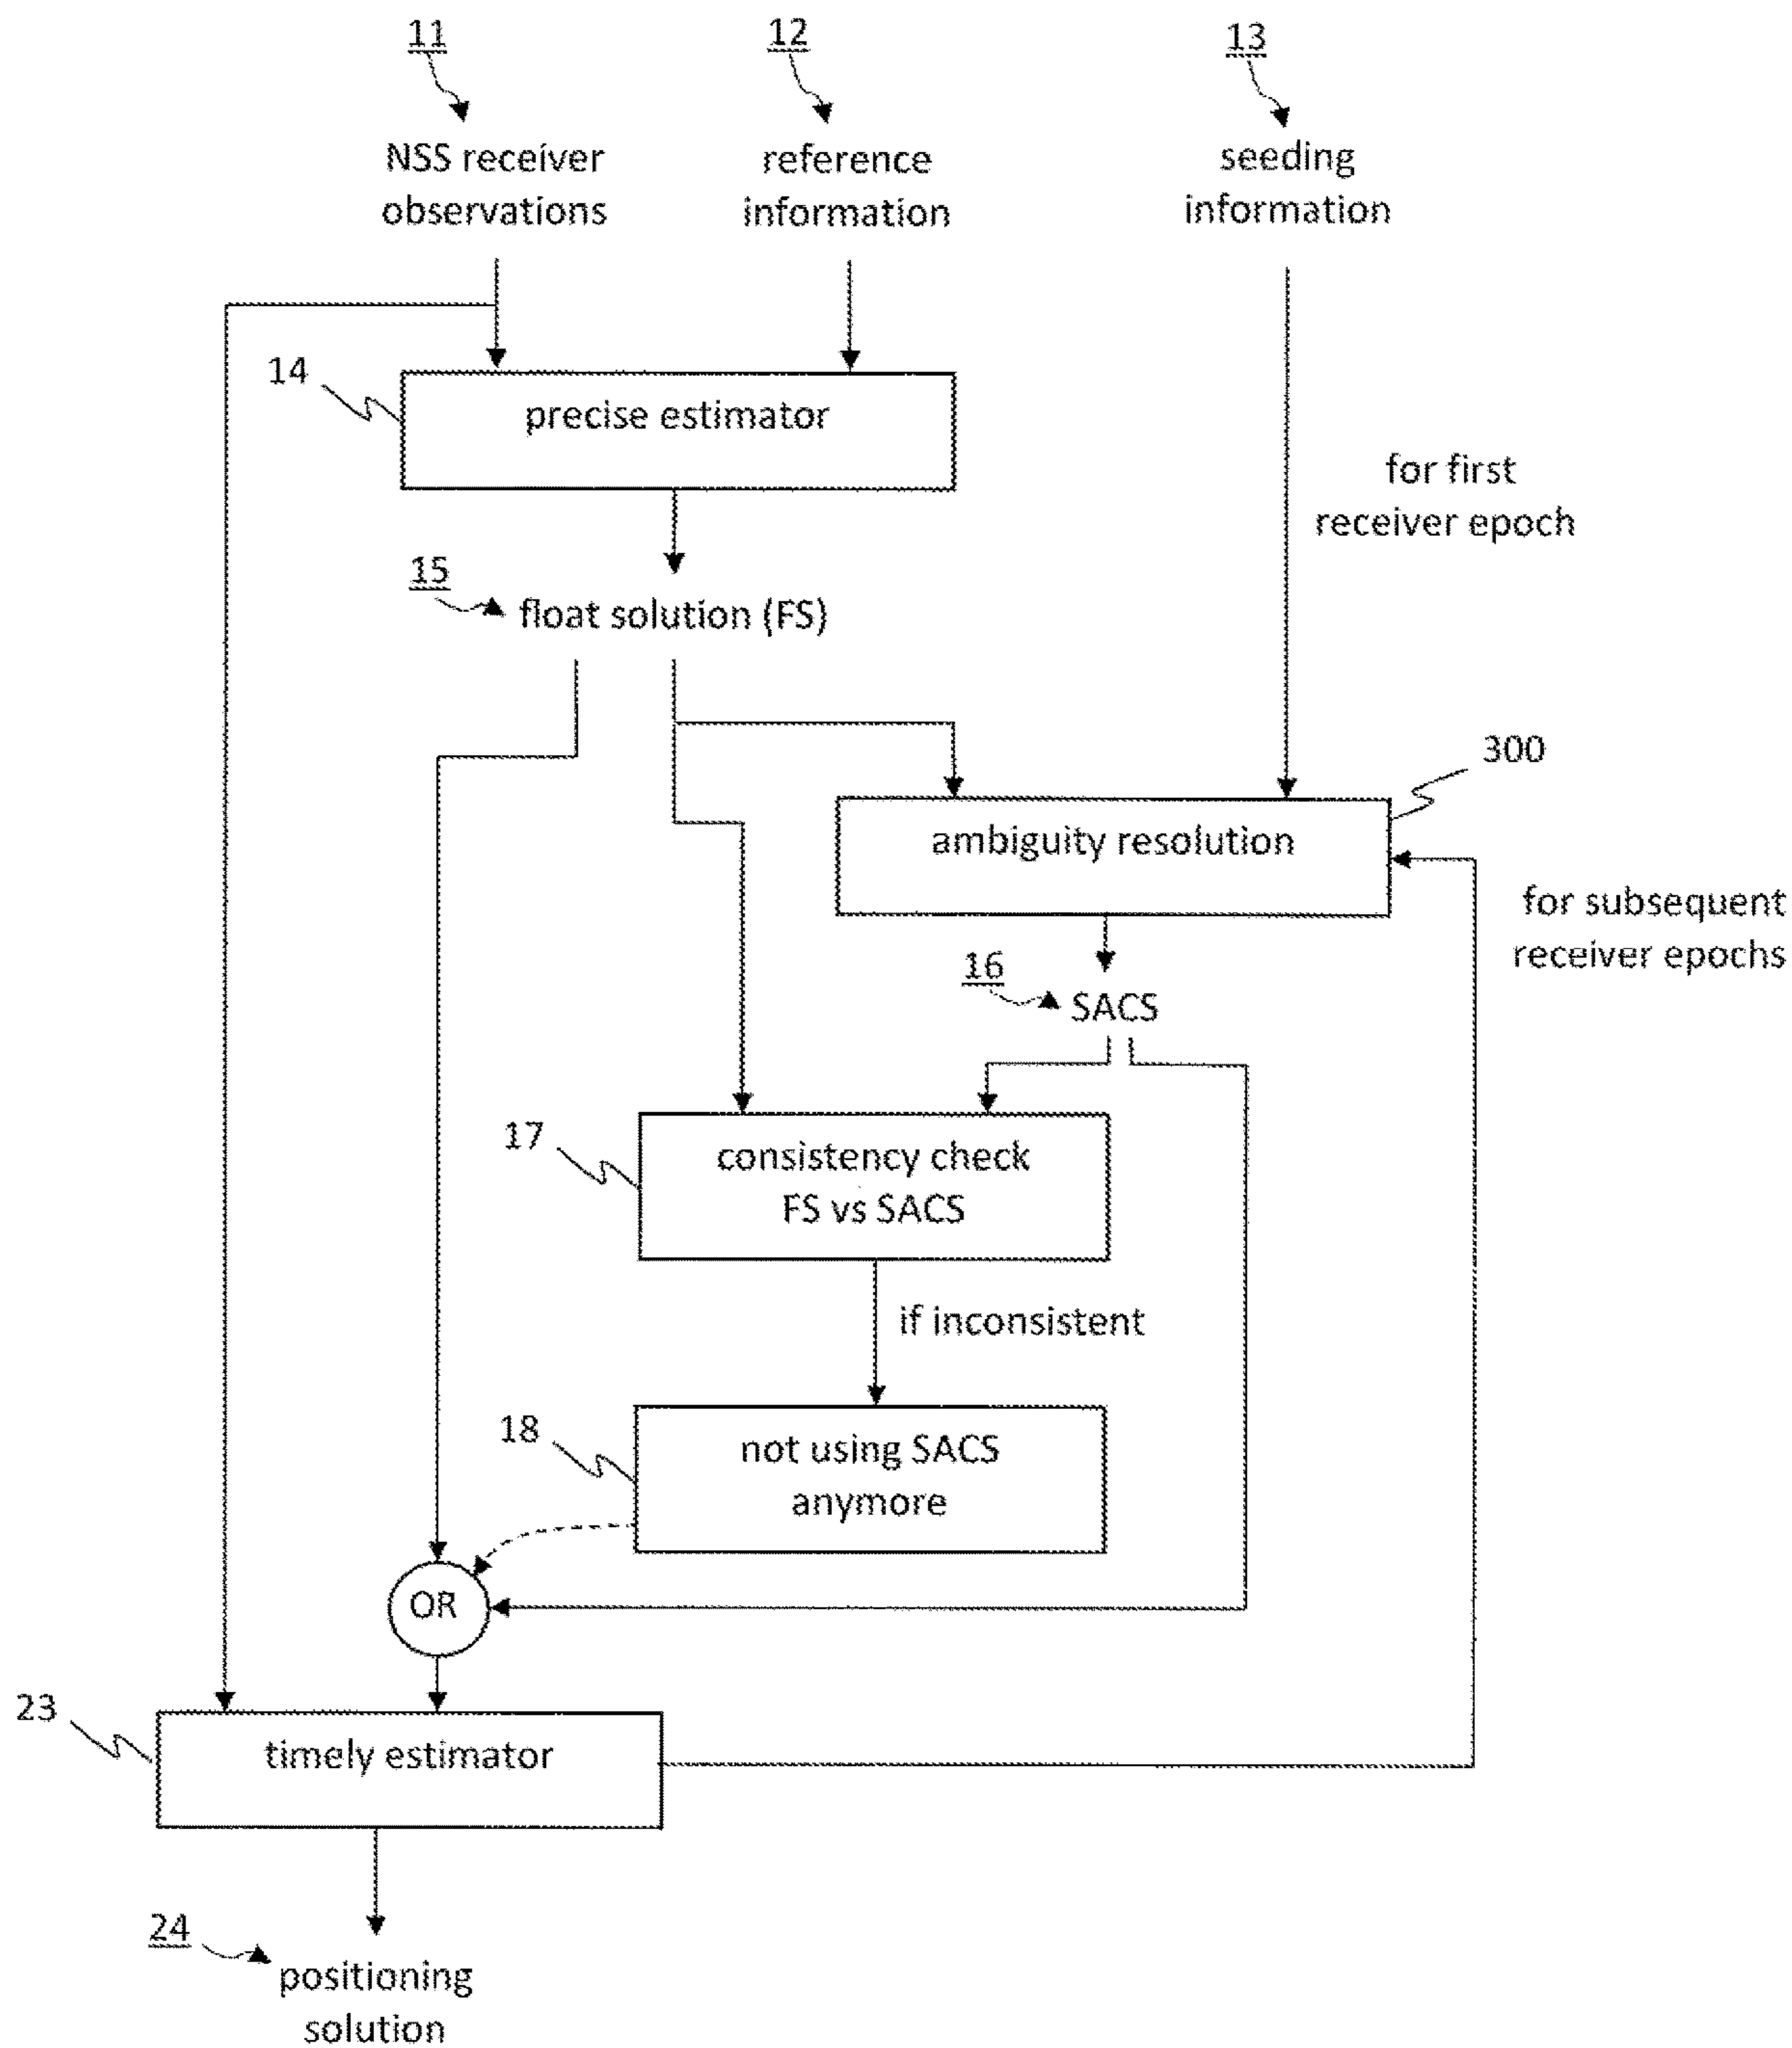 11
12
13
NSS receiver
observations
reference
information
seeding
information
14
precise estimator
for first
receiver epoch
15
float solution (FS)
300
ambiguity resolution
for subsequent
receiver epochs
16
SACS
17
consistency check
FS vs SACS
if inconsistent
18
not using SACS
anymore
OR
23
timely estimator
24
positioning
solution